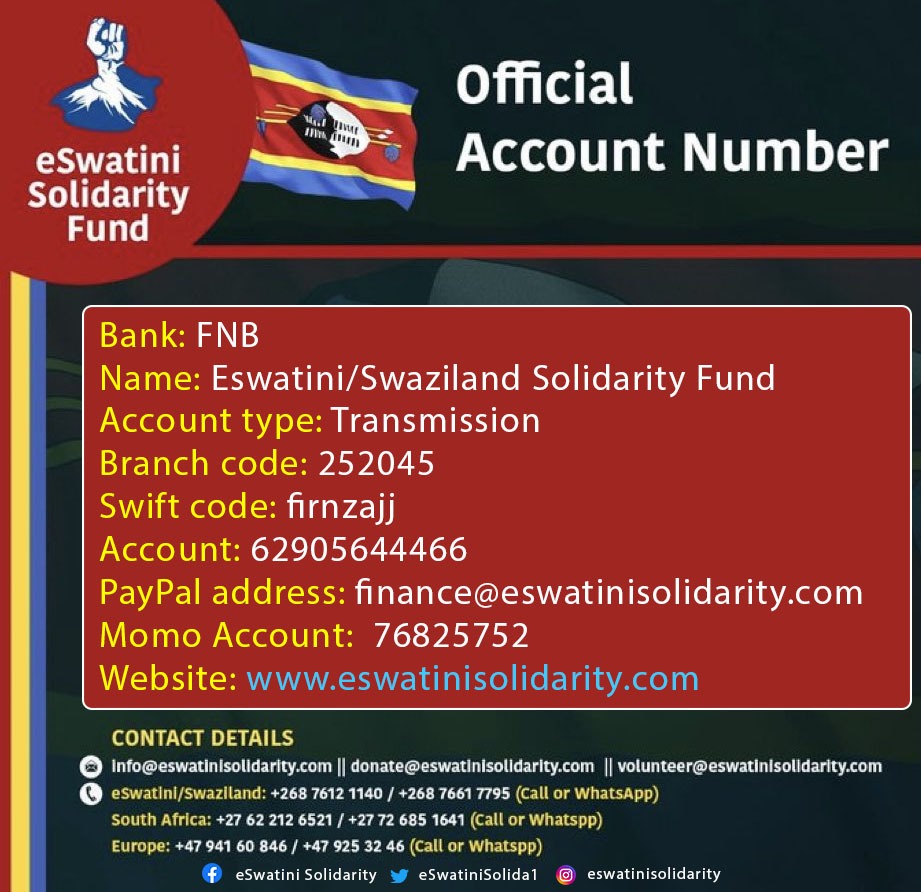 eSwatini
Solidarity
Fund
Official
Account Number
Bank: FNB
Name: Eswatini/Swaziland Solidarity Fund
Account type: Transmission
Branch code: 252045
Swift code: firnzajj
Account: 62905644466
PayPal address: finance@eswatinisolidarity.com
Momo Account: 76825752
Website: www.eswatinisolidarity.com
CONTACT DETAILS
info@eswatinisolidarity.com || donate@eswatinisolidarity.com || volunteer@eswatinisolidarity.com
eSwatini/Swaziland: +268 7612 1140 / +268 7661 7795 (Call or WhatsApp)
South Africa: +27 62 212 6521 / +27 72 685 1641 (Call or Whatspp)
Europe: +47 941 60 846 / +47 925 32 46 (Call or Whatspp)
eSwatini Solidarity eSwatiniSolida1 eswatinisolidarity